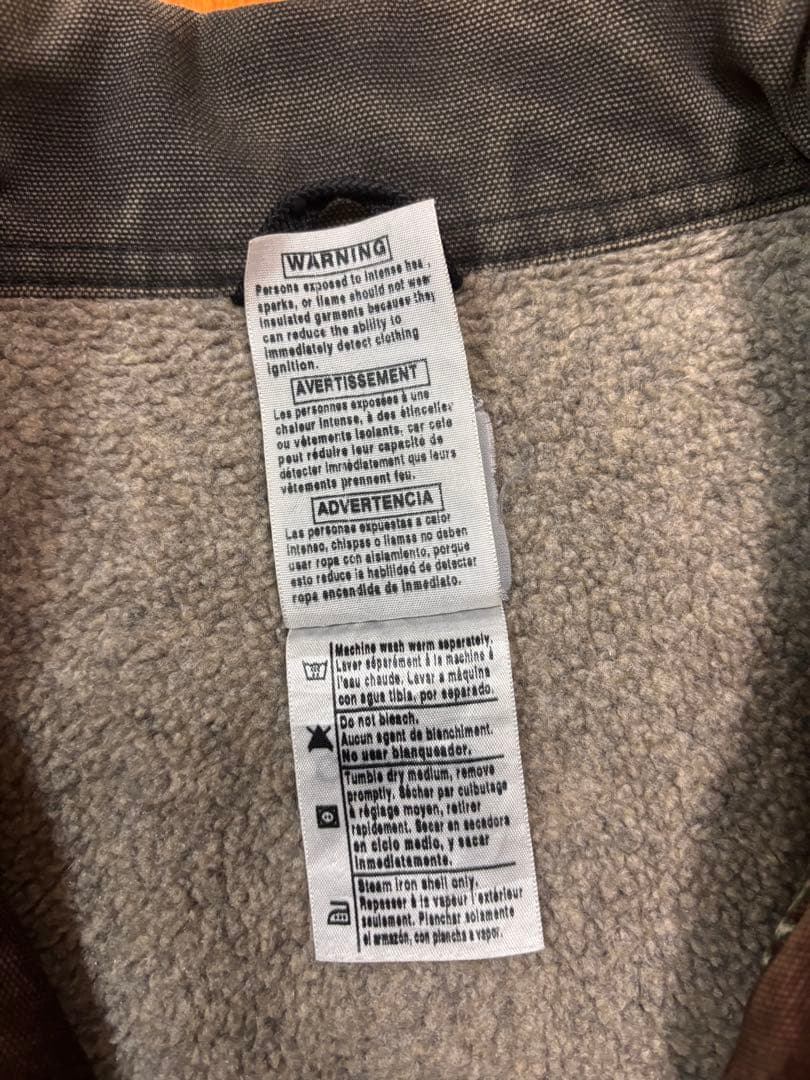 WARNING
Persons exposed to intense hea
sparks, or flame should not wear
insulated garments because they
can reduce the ability to
immediately detect clothing
ignition.
AVERTISSEMENT
Les personnes exposées à une
chaleur intense, à des étincelles
ou vêtements isolants, car cela
peut réduire leur capacité de
détecter immédiatement que leurs
vêtements prennent feu.
ADVERTENCIA
Las personas expuestas a calor
intenso, chispas o llamas no deben
usar ropa con aislamiento, porque
esto reduce la habilidad de detectar
ropa encendida de inmediato.
Machine wash warm separately.
Laver séparément à la machine à
l'eau chaude. Lavar a máquina
con agua tibia, por separado.
Do not bleach.
Aucun agent de blanchiment.
No usar blanqueador.
Tumble dry medium, remove
promptly. Sécher par culbutage
à réglage moyen, retirer
rapidement. Secar en secadora
en ciclo medio, y sacar
inmediatamente.
Steam iron shell only.
Repasser à la vapeur l'extérieur
seulement. Planchar solamente
el armazón, con plancha a vapor.